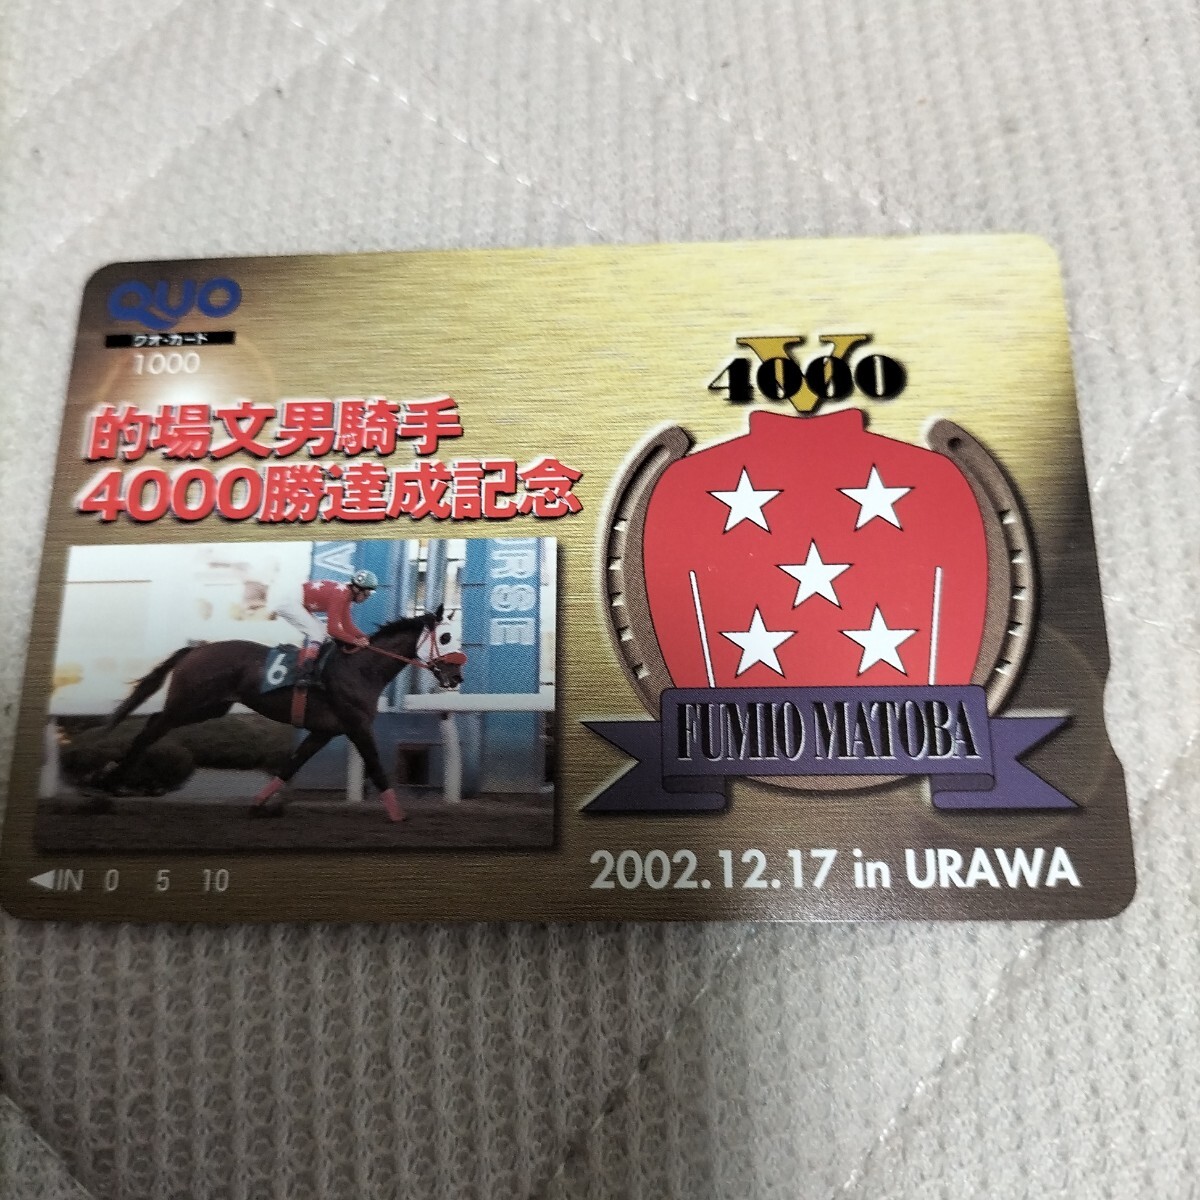 QUO
クオ・カード
1000
的場文男騎手
4000勝達成記念
V
4000
FUMIO MATOBA
RSE
6
◀IN 0 5 10
2002.12.17 in URAWA